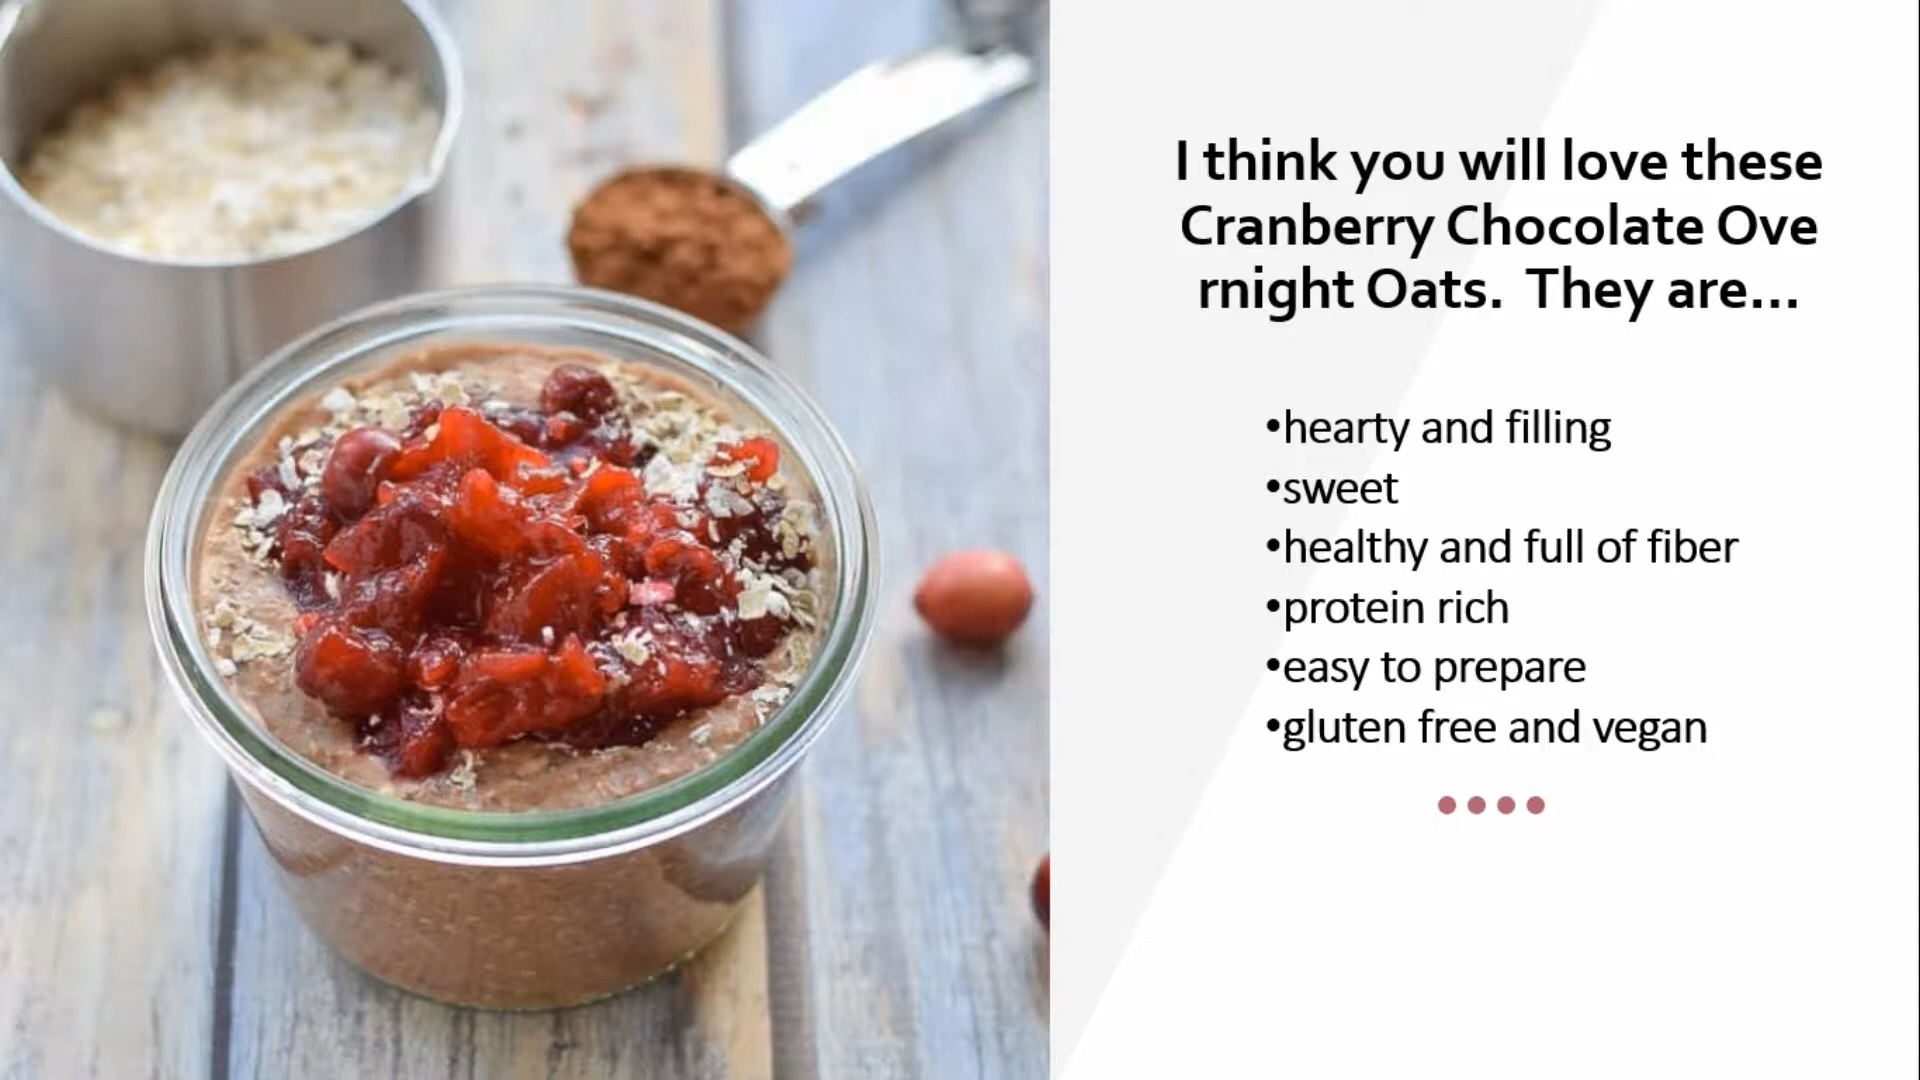 I think you will love these
Cranberry Chocolate Ove
rnight Oats.  They are...
•hearty and filling
•sweet
•healthy and full of fiber
•protein rich
•easy to prepare
•gluten free and vegan